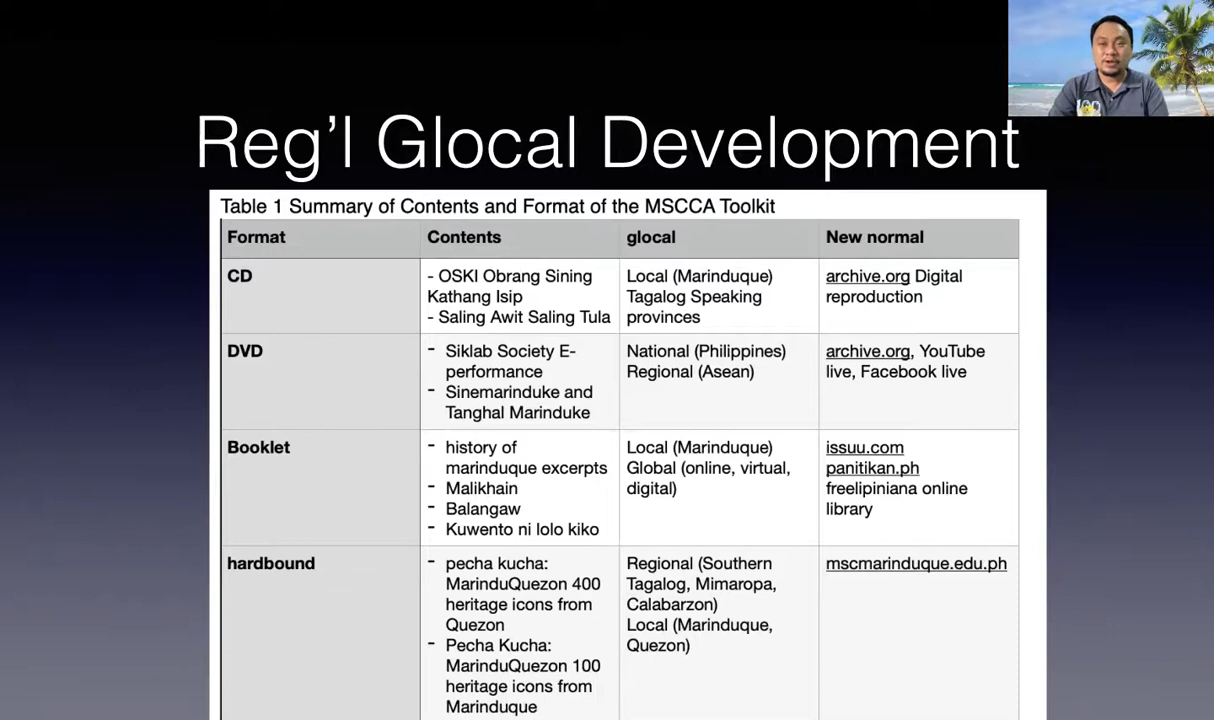 Reg’l Glocal Development
Table 1 Summary of Contents and Format of the MSCCA Toolkit
Format
Contents
glocal
New normal
CD
- OSKI Obrang Sining
Kathang Isip
- Saling Awit Saling Tula
Local (Marinduque)
Tagalog Speaking
provinces
archive.org Digital
reproduction
DVD
- Siklab Society E-
performance
- Sinemarinduke and
Tanghal Marinduke
National (Philippines)
Regional (Asean)
archive.org, YouTube
live, Facebook live
Booklet
- history of
marinduque excerpts
- Malikhain
- Balangaw
- Kuwento ni lolo kiko
Local (Marinduque)
Global (online, virtual,
digital)
issuu.com
panitikan.ph
freelipiniana online
library
hardbound
- pecha kucha:
MarinduQuezon 400
heritage icons from
Quezon
- Pecha Kucha:
MarinduQuezon 100
heritage icons from
Marinduque
Regional (Southern
Tagalog, Mimaropa,
Calabarzon)
Local (Marinduque,
Quezon)
mscmarinduque.edu.ph